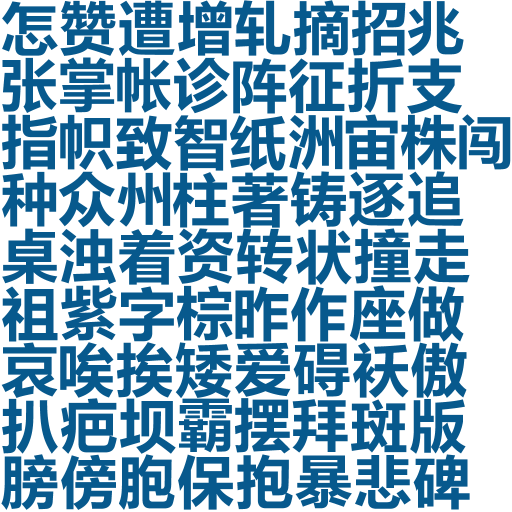 怎赞遭增轧摘招兆
张掌帐诊阵征折支
指帜致智纸洲宙株闯
种众州柱著铸逐追
桌浊着资转状撞走
祖紫字棕昨作座做
哀唉挨矮爱碍袄傲
扒疤坝霸摆拜斑版
膀傍胞保抱暴悲碑